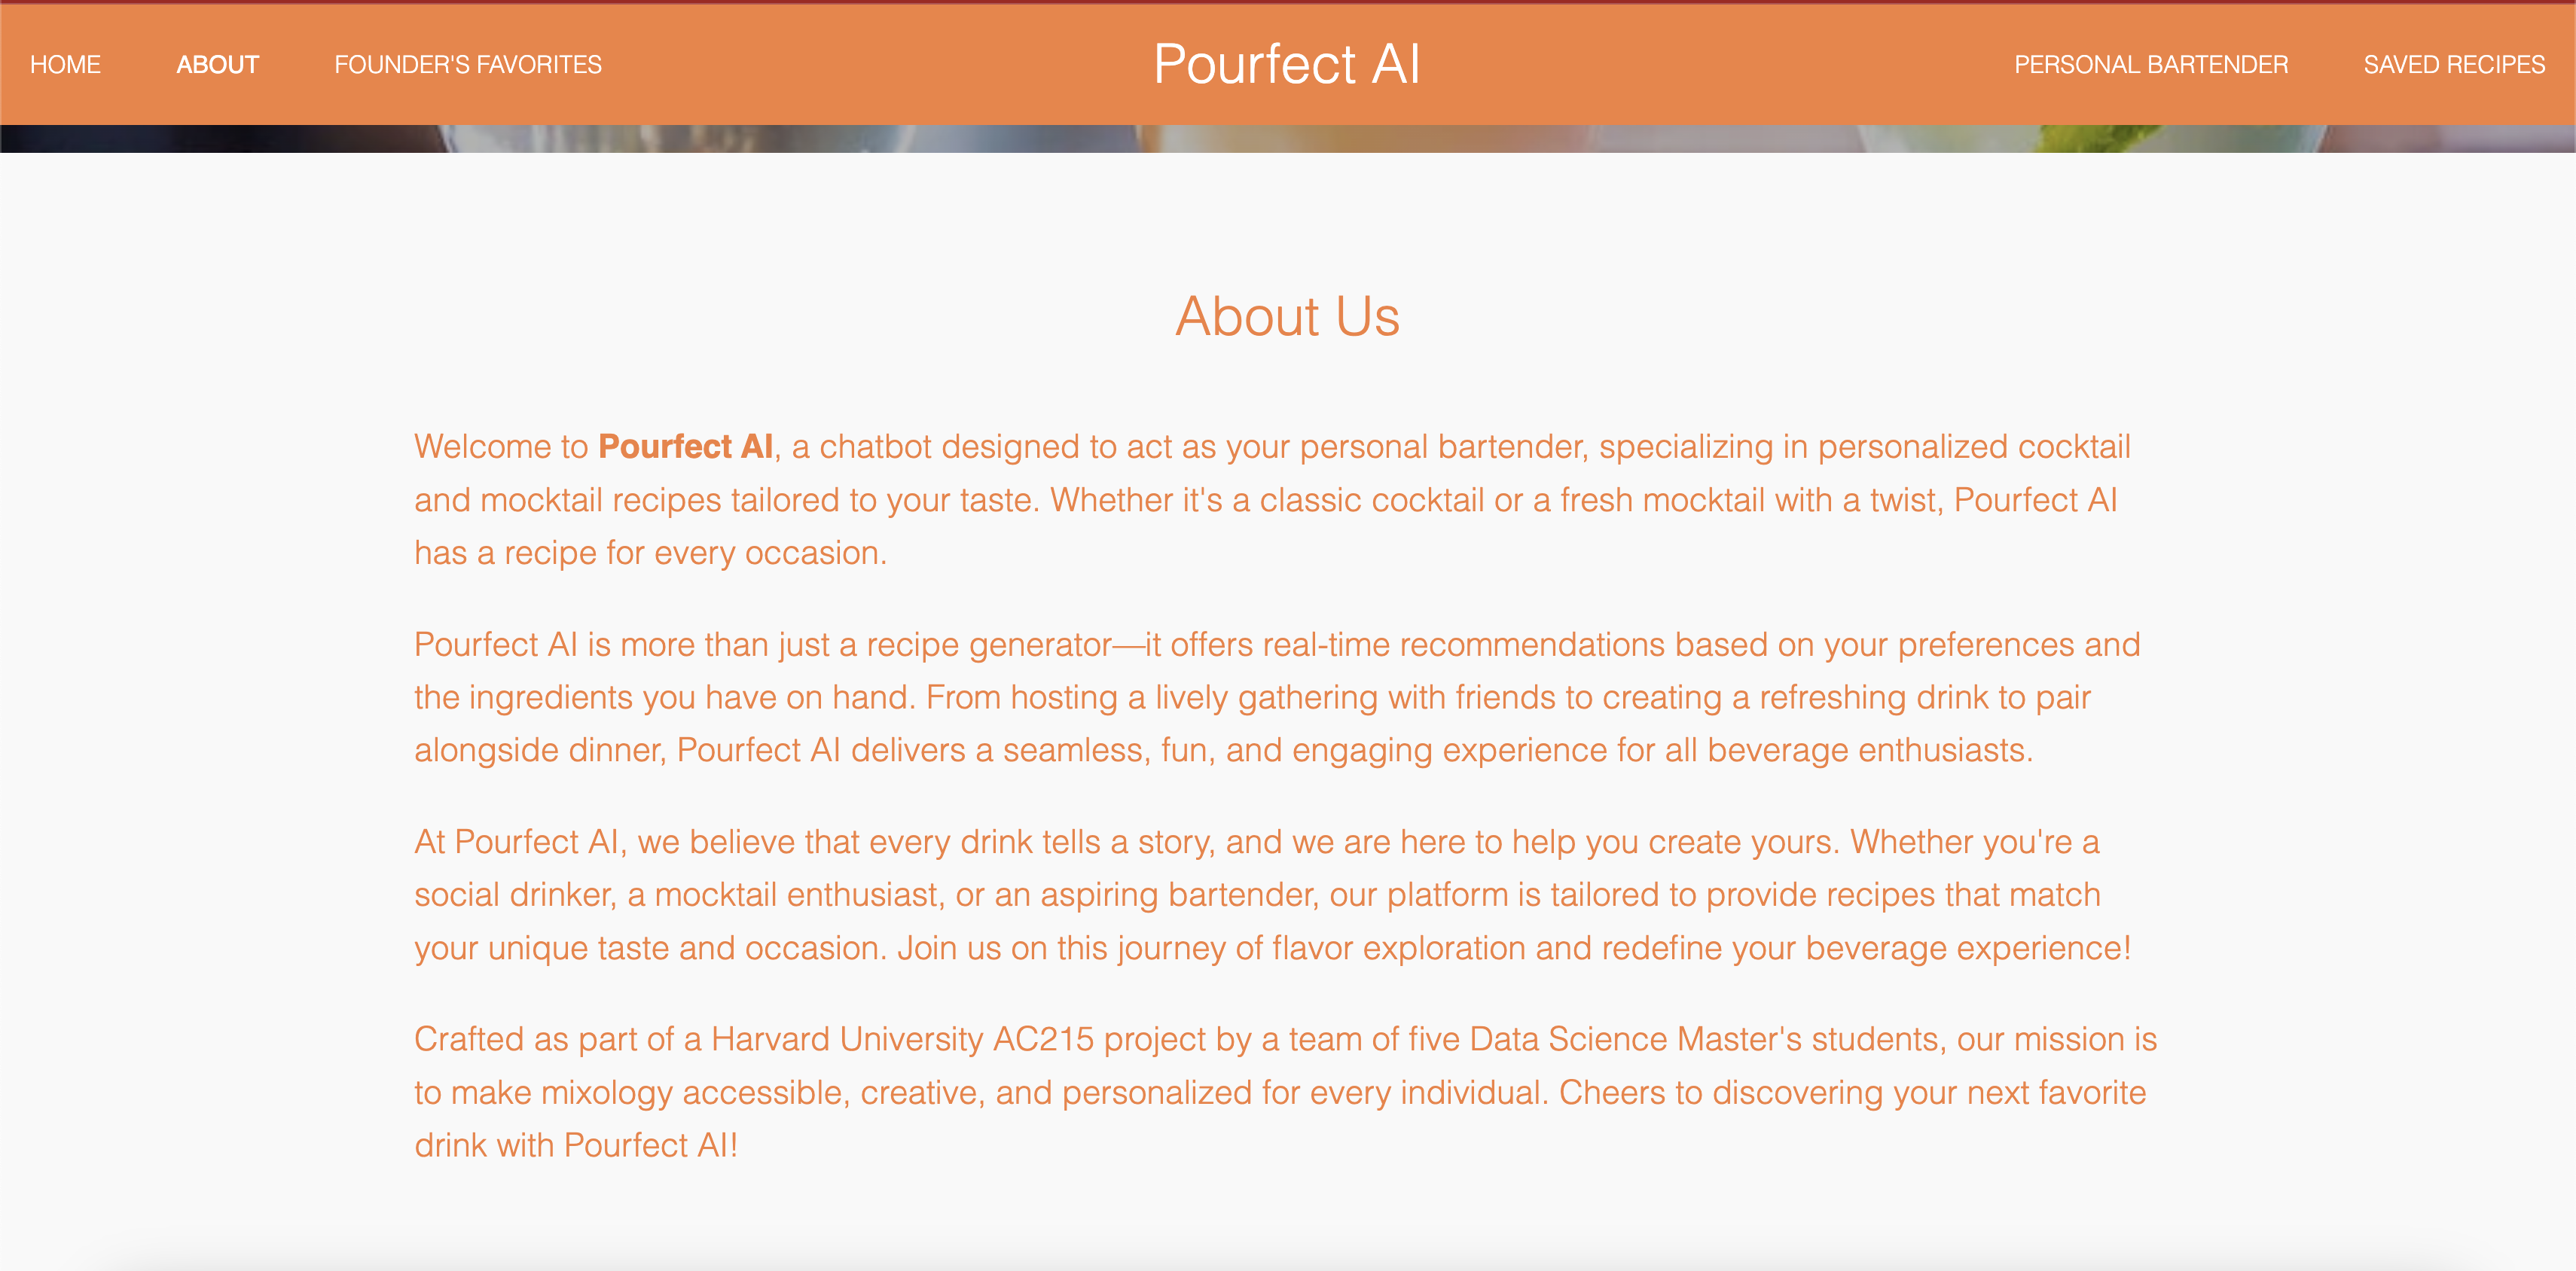 HOME ABOUT FOUNDER'S FAVORITES Pourfect AI PERSONAL BARTENDER SAVED RECIPES
About Us
Welcome to Pourfect AI, a chatbot designed to act as your personal bartender, specializing in personalized cocktail
and mocktail recipes tailored to your taste. Whether it's a classic cocktail or a fresh mocktail with a twist, Pourfect AI
has a recipe for every occasion.
Pourfect AI is more than just a recipe generator—it offers real-time recommendations based on your preferences and
the ingredients you have on hand. From hosting a lively gathering with friends to creating a refreshing drink to pair
alongside dinner, Pourfect AI delivers a seamless, fun, and engaging experience for all beverage enthusiasts.
At Pourfect AI, we believe that every drink tells a story, and we are here to help you create yours. Whether you're a
social drinker, a mocktail enthusiast, or an aspiring bartender, our platform is tailored to provide recipes that match
your unique taste and occasion. Join us on this journey of flavor exploration and redefine your beverage experience!
Crafted as part of a Harvard University AC215 project by a team of five Data Science Master's students, our mission is
to make mixology accessible, creative, and personalized for every individual. Cheers to discovering your next favorite
drink with Pourfect AI!